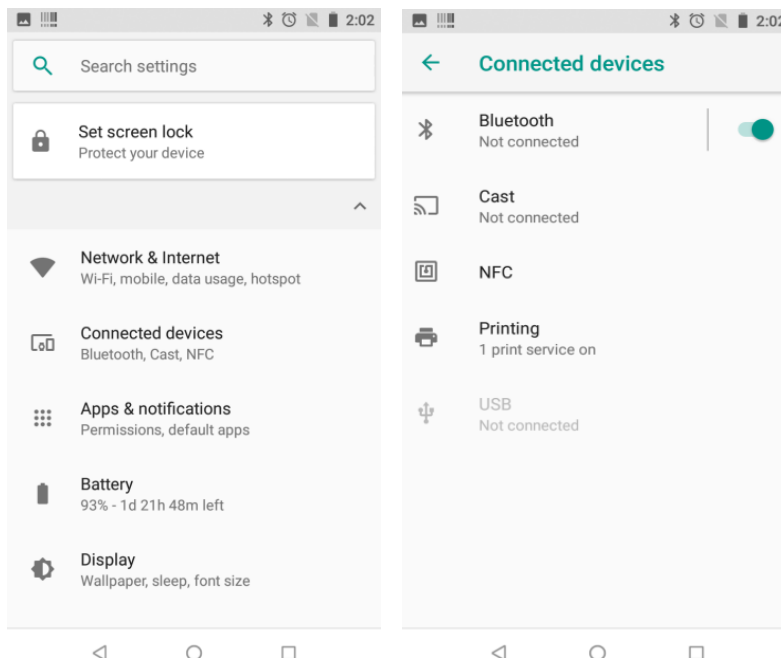 2:02
Search settings
Set screen lock
Protect your device
Network & Internet
Wi-Fi, mobile, data usage, hotspot
Connected devices
Bluetooth, Cast, NFC
Apps & notifications
Permissions, default apps
Battery
93% - 1d 21h 48m left
Display
Wallpaper, sleep, font size
2:02
Connected devices
Bluetooth
Not connected
Cast
Not connected
NFC
Printing
1 print service on
USB
Not connected